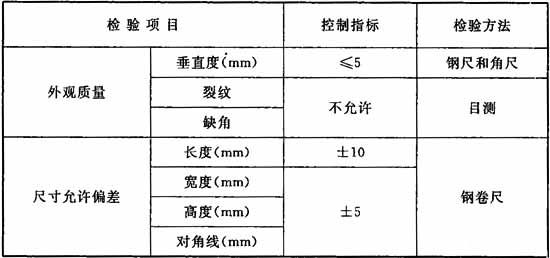 检验项目 控制指标 检验方法
外观质量 垂直度(mm) ≤5 钢尺和角尺
裂纹 不允许 目测
缺角
尺寸允许偏差 长度(mm) ±10 钢卷尺
宽度(mm) ±5
高度(mm)
对角线(mm)